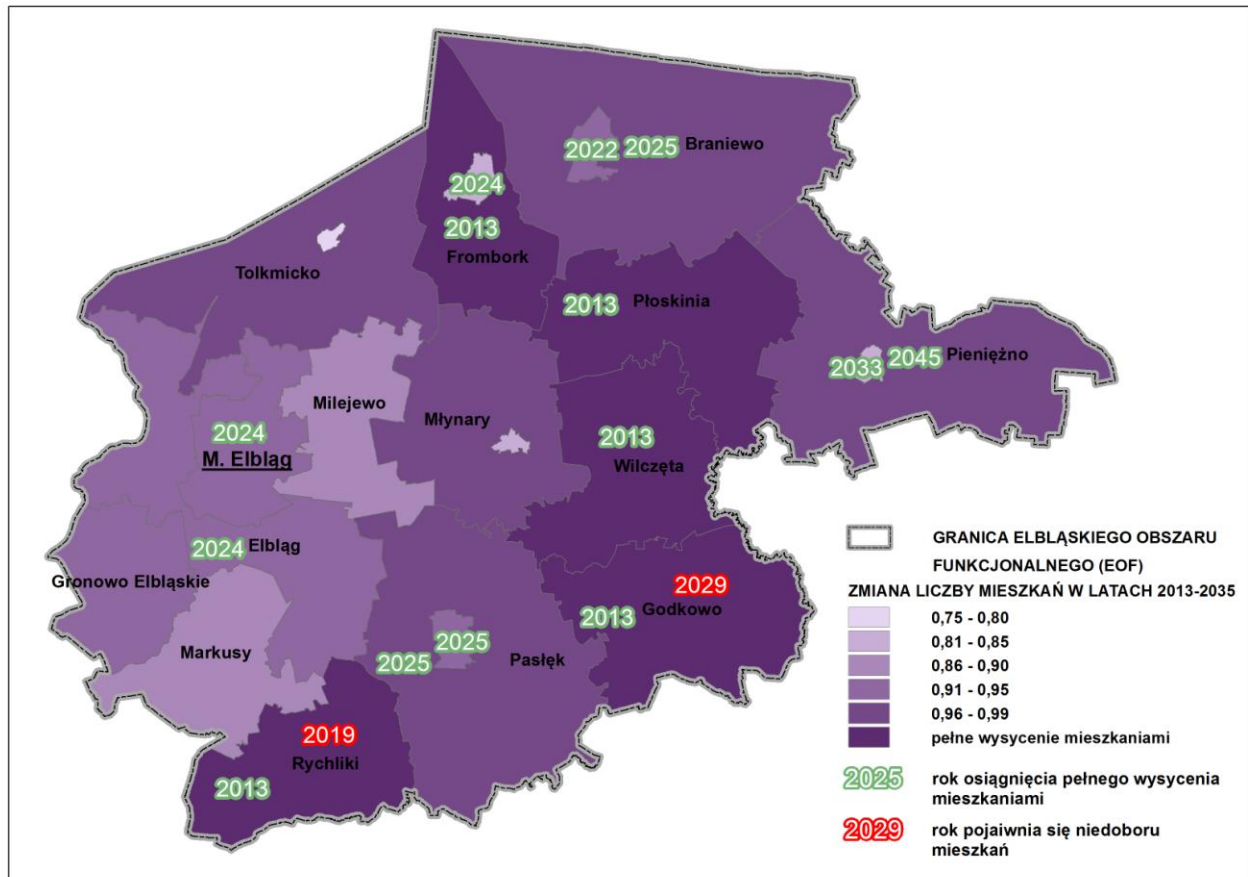 2022 2025 Braniewo
2024
2013
Frombork
Tolkmicko
2013 Płoskinia
2033 2045 Pieniężno
Milejewo
Młynary
2024
M. Elbląg
2013
Wilczęta
2024 Elbląg
Gronowo Elbląskie
2029
Godkowo
2013
Markusy
2025
2025
Pasłęk
2019
Rychliki
2013
GRANICA ELBLĄSKIEGO OBSZARU
FUNKCJONALNEGO (EOF)
ZMIANA LICZBY MIESZKAŃ W LATACH 2013-2035
0,75 - 0,80
0,81 - 0,85
0,86 - 0,90
0,91 - 0,95
0,96 - 0,99
pełne wysycenie mieszkaniami
2025 rok osiągnięcia pełnego wysycenia
mieszkaniami
2029 rok pojaiwnia się niedoboru
mieszkań